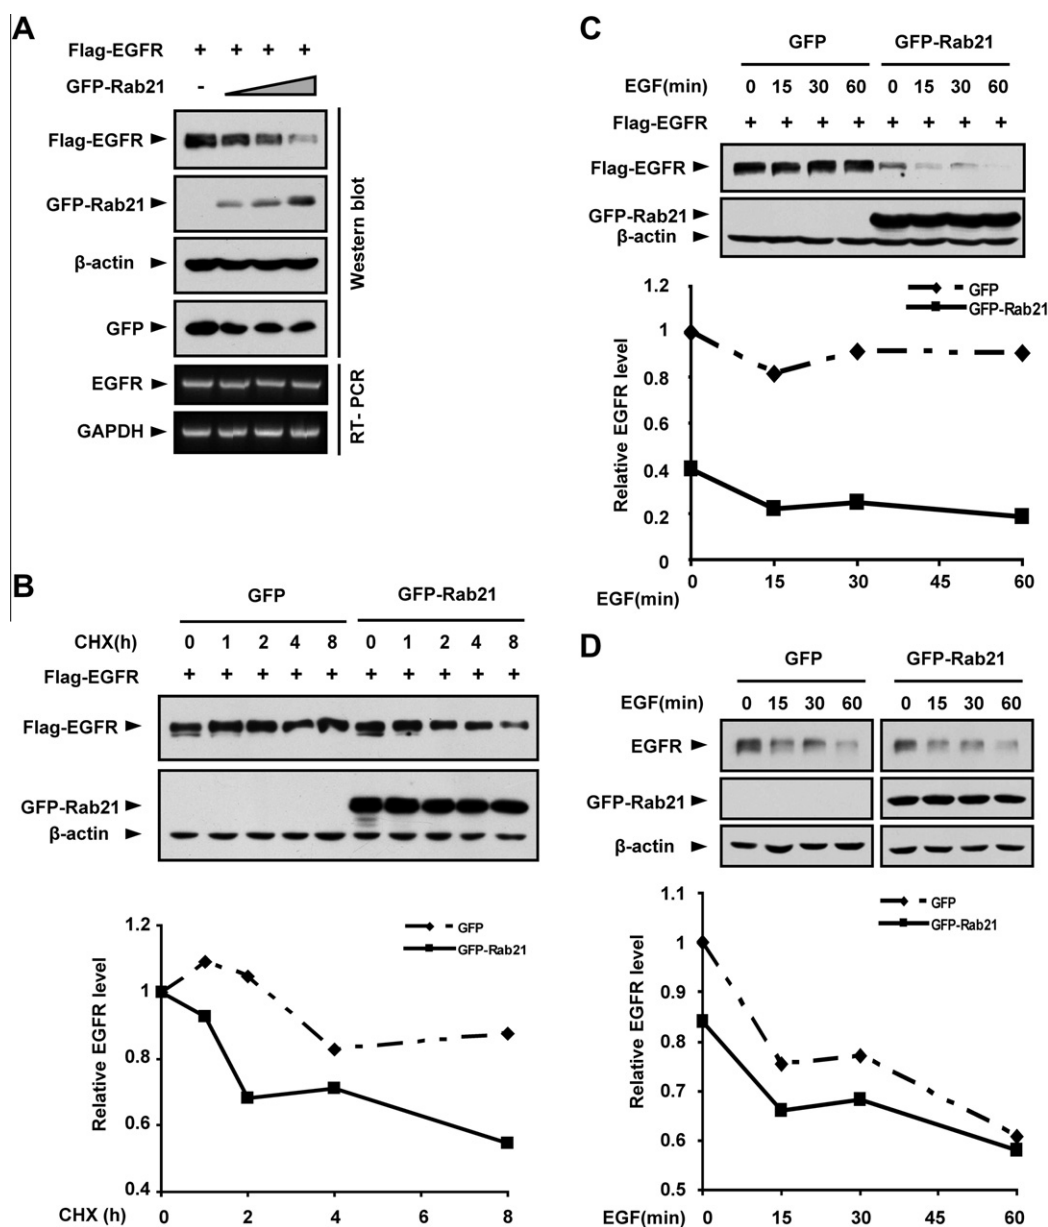 A
Flag-EGFR + + + +
GFP-Rab21 -
Flag-EGFR
GFP-Rab21
β-actin
GFP
Western blot
EGFR
GAPDH
RT- PCR
B
GFP GFP-Rab21
CHX(h) 0 1 2 4 8 0 1 2 4 8
Flag-EGFR + + + + + + + + + +
Flag-EGFR
GFP-Rab21
β-actin
1.2
1
0.8
0.6
0.4
Relative EGFR level
GFP
GFP-Rab21
0 2 4 6 8
CHX (h)
C
GFP GFP-Rab21
EGF(min) 0 15 30 60 0 15 30 60
Flag-EGFR + + + + + + + +
Flag-EGFR
GFP-Rab21
β-actin
1.2
1
0.8
0.6
0.4
0.2
0
Relative EGFR level
GFP
GFP-Rab21
0 15 30 45 60
EGF(min)
D
GFP GFP-Rab21
EGF(min) 0 15 30 60 0 15 30 60
EGFR
GFP-Rab21
β-actin
1.1
1
0.9
0.8
0.7
0.6
0.5
Relative EGFR level
GFP
GFP-Rab21
0 15 30 45 60
EGF(min)